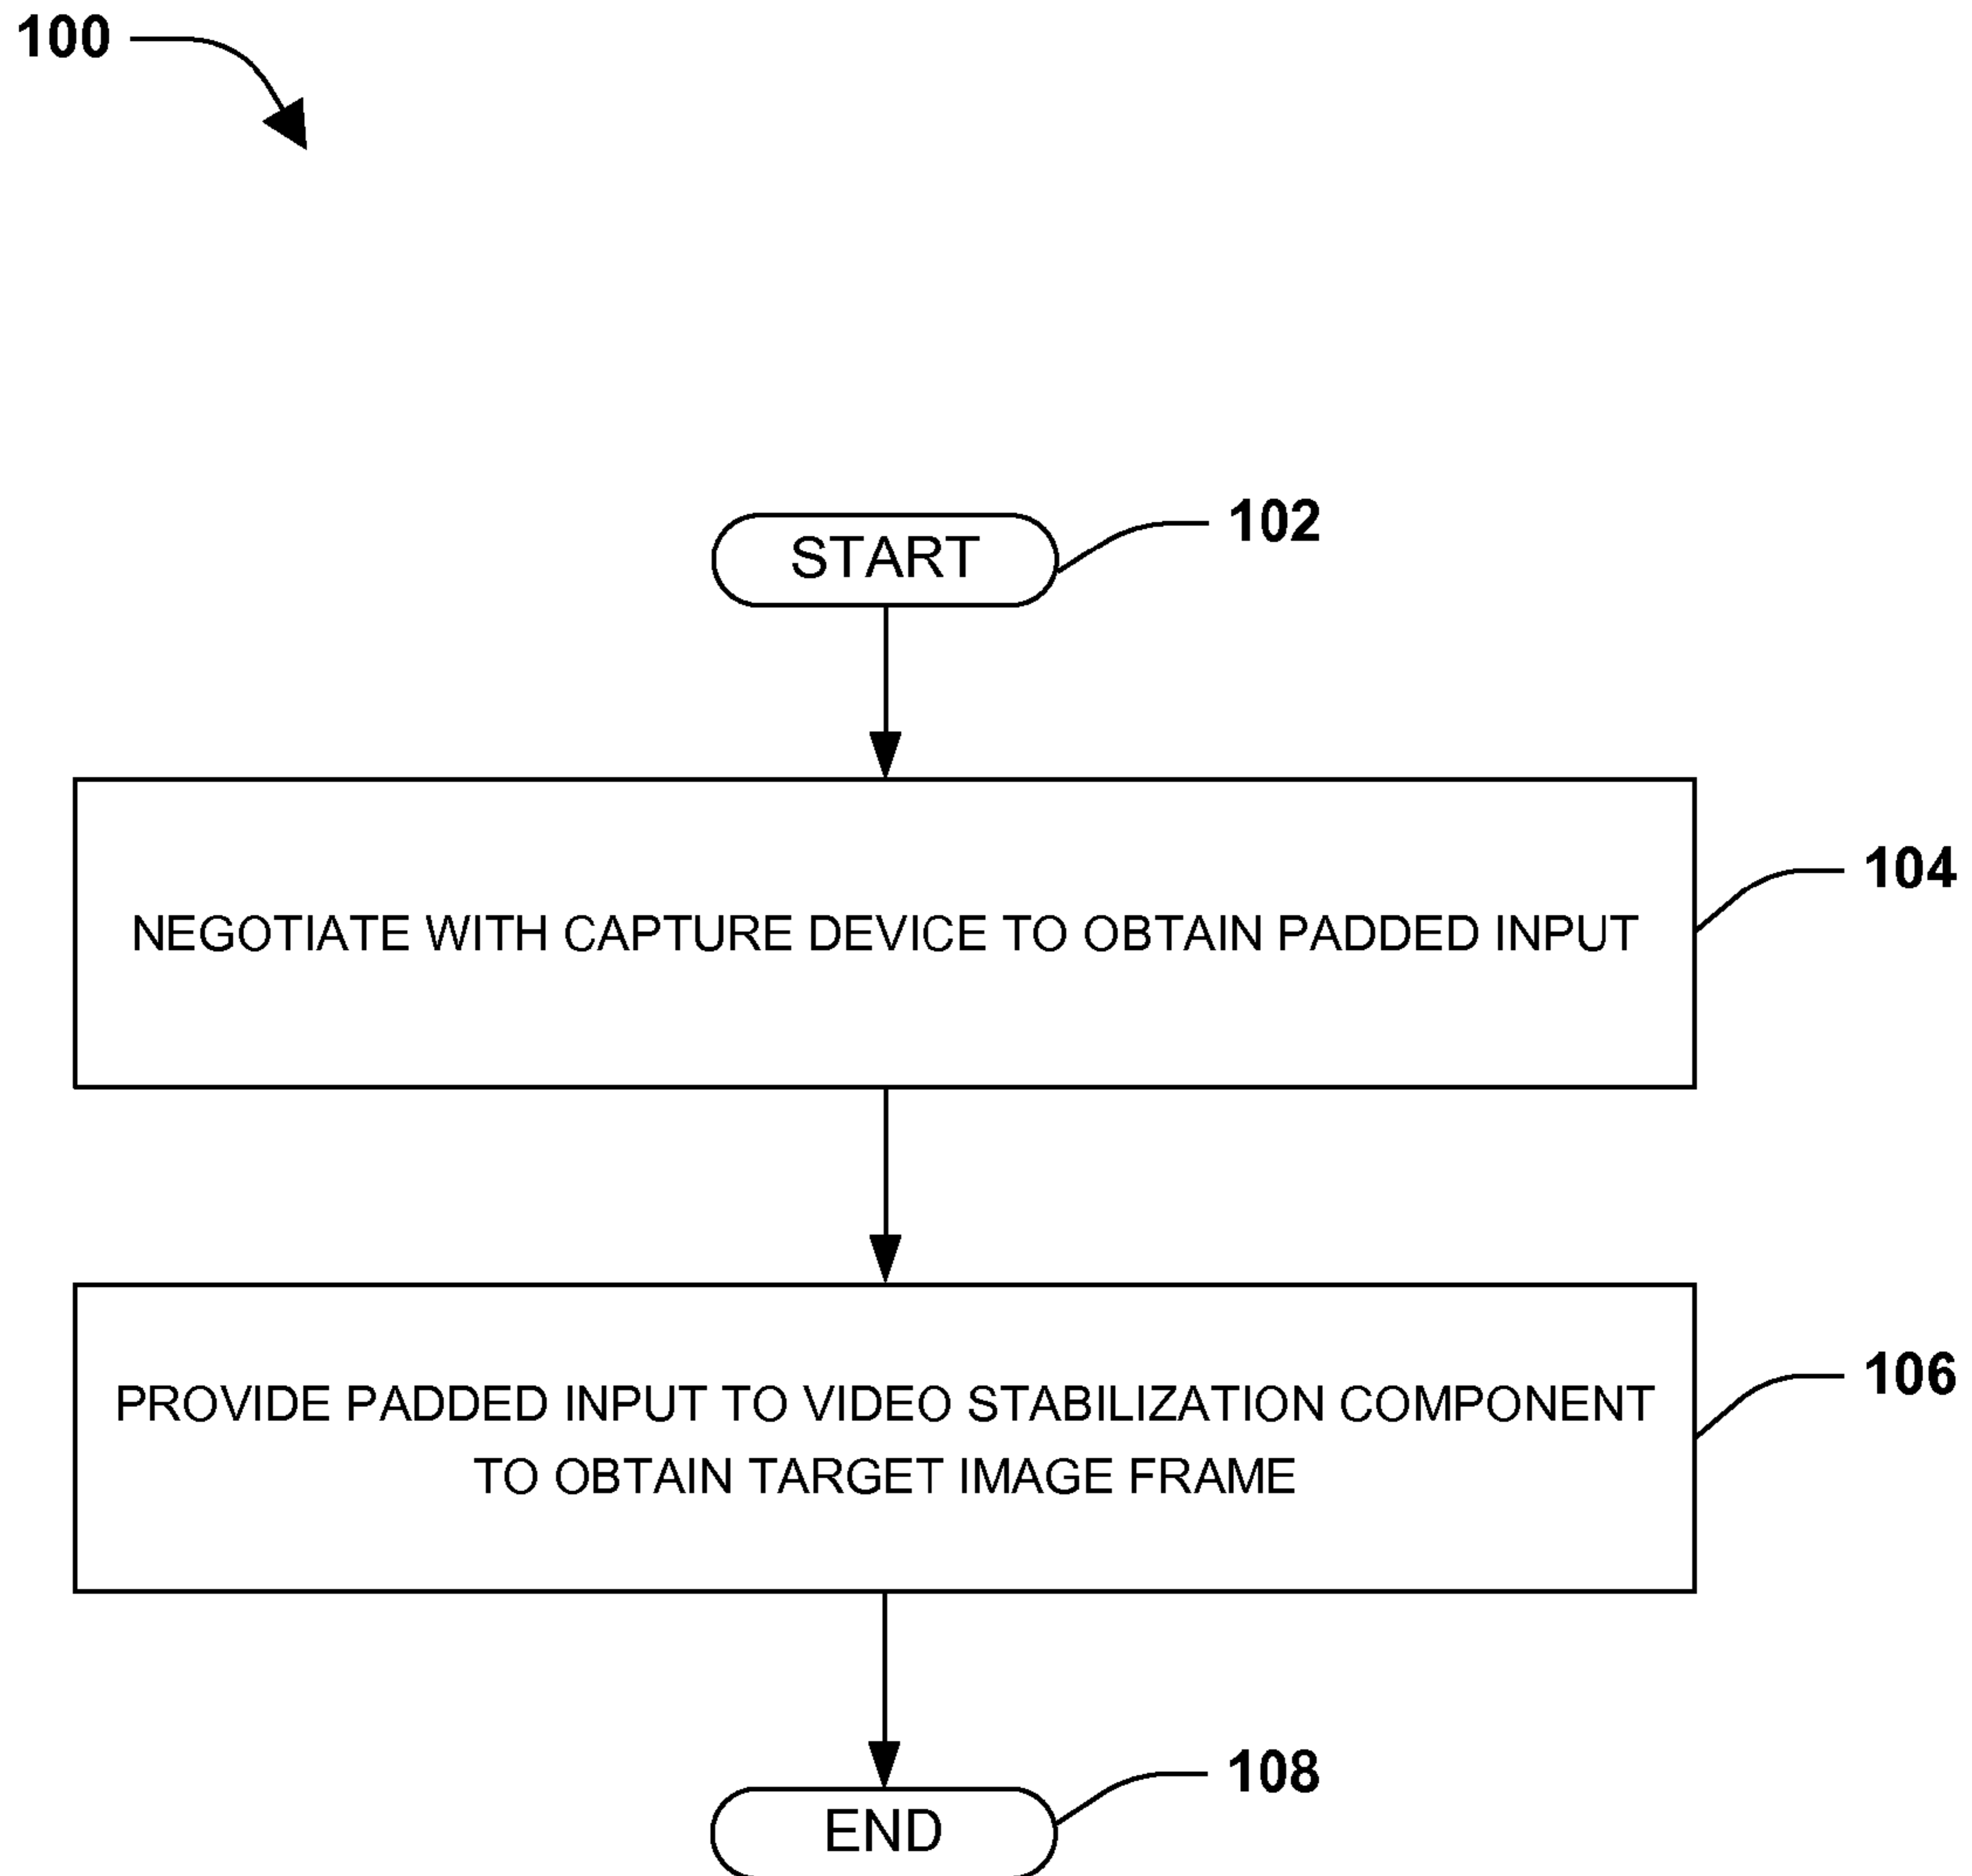 100
START
102
NEGOTIATE WITH CAPTURE DEVICE TO OBTAIN PADDED INPUT
104
PROVIDE PADDED INPUT TO VIDEO STABILIZATION COMPONENT
TO OBTAIN TARGET IMAGE FRAME
106
END
108